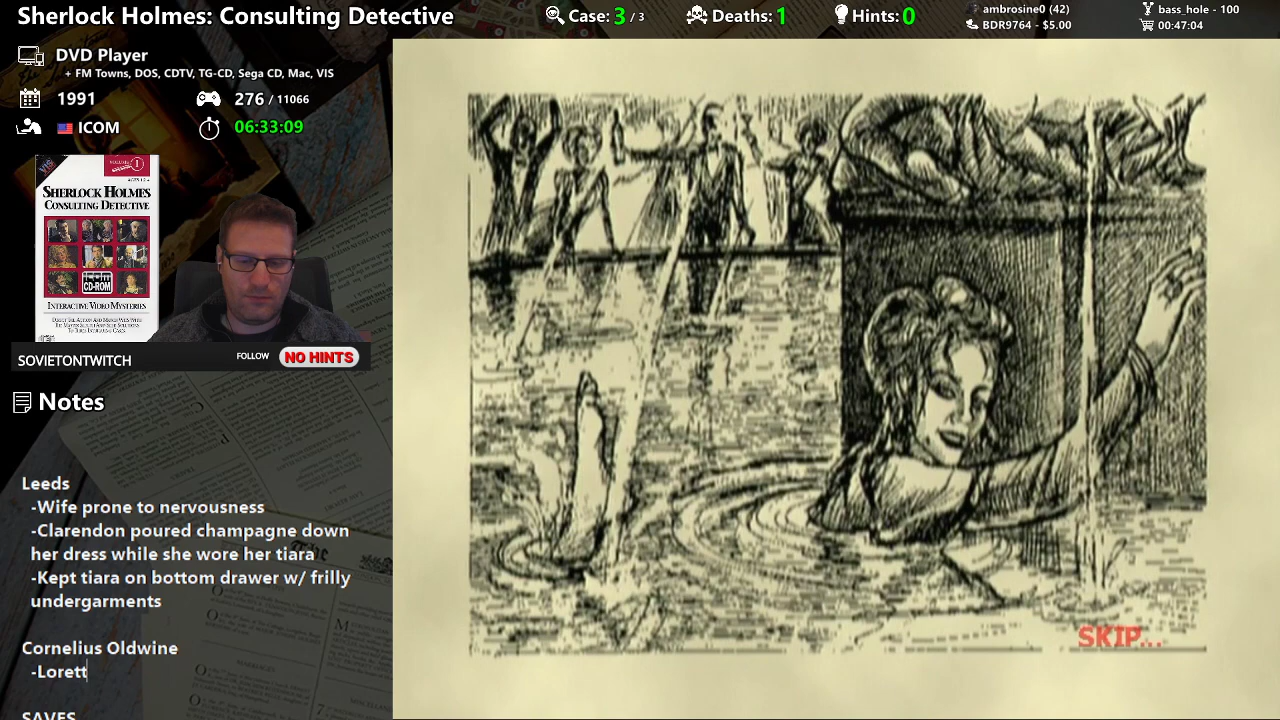 Sherlock Holmes: Consulting Detective
Case: 3 / 3
Deaths: 1
Hints: 0
ambrosine0 (42)
BDR9764 - $5.00
bass_hole - 100
00:47:04
DVD Player
+ FM Towns, DOS, CDTV, TG-CD, Sega CD, Mac, VIS
1991
276 / 11066
ICOM
06:33:09
SHERLOCK HOLMES
CONSULTING DETECTIVE
ICOM
CD-ROM
INTERACTIVE VIDEO MYSTERIES
SOVIETONTWITCH
FOLLOW
NO HINTS
Notes
Leeds
-Wife prone to nervousness
-Clarendon poured champagne down
her dress while she wore her tiara
-Kept tiara on bottom drawer w/ frilly
undergarments
Cornelius Oldwine
-Lorett
SAVES
SKIP...